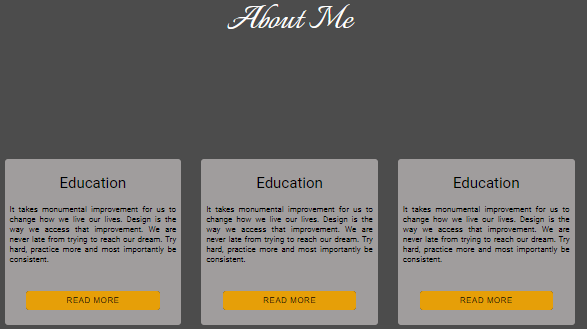 About Me
Education
It takes monumental improvement for us to
change how we live our lives. Design is the
way we access that improvement. We are
never late from trying to reach our dream. Try
hard, practice more and most importantly be
consistent.
READ MORE
Education
It takes monumental improvement for us to
change how we live our lives. Design is the
way we access that improvement. We are
never late from trying to reach our dream. Try
hard, practice more and most importantly be
consistent.
READ MORE
Education
It takes monumental improvement for us to
change how we live our lives. Design is the
way we access that improvement. We are
never late from trying to reach our dream. Try
hard, practice more and most importantly be
consistent.
READ MORE